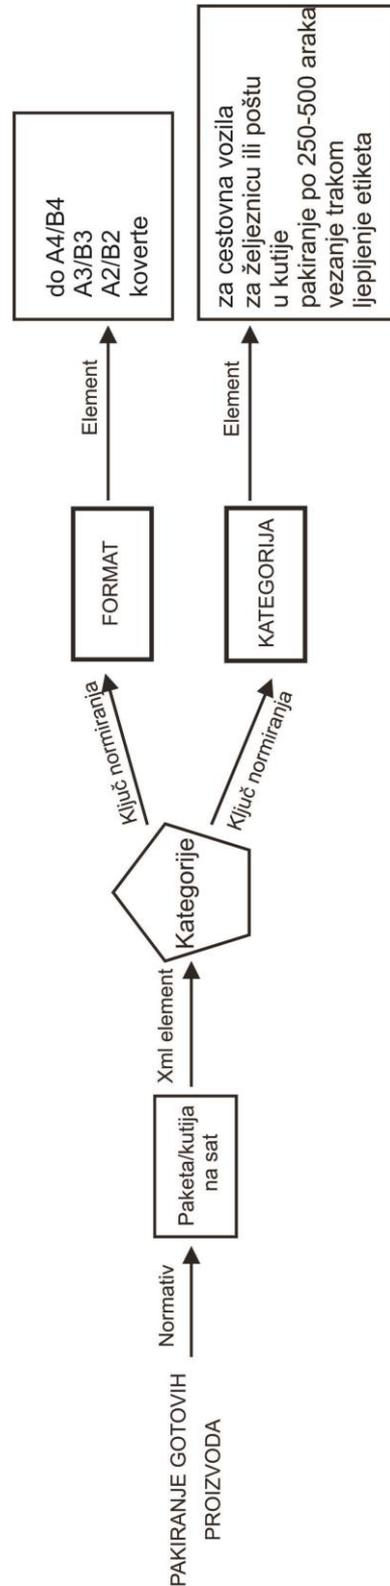 PAKIRANJE GOTOVIH
PROIZVODA
Normativ
Paketa/kutija
na sat
Xml element
Kategorije
Ključ normiranja
FORMAT
Element
do A4/B4
A3/B3
A2/B2
koverte
Ključ normiranja
KATEGORIJA
Element
za cestovna vozila
za željeznicu ili poštu
u kutije
pakiranje po 250-500 araka
vezanje trakom
ljepljenje etiketa